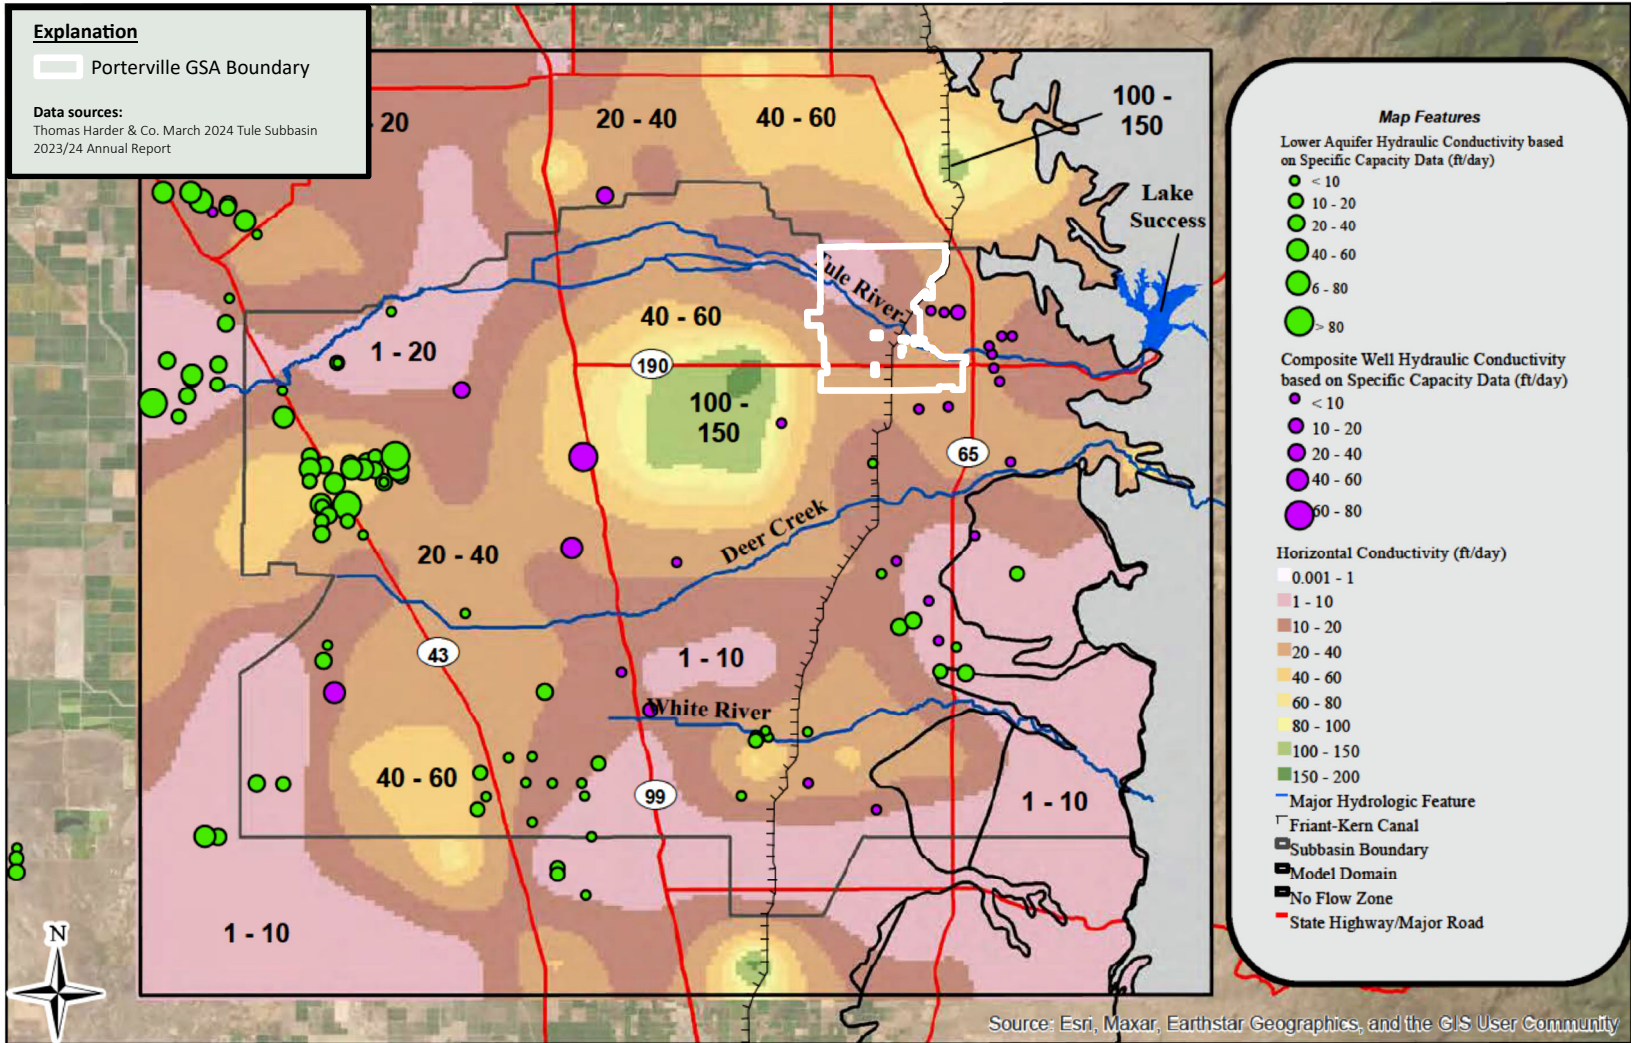 Explanation
Porterville GSA Boundary
Data sources:
Thomas Harder & Co. March 2024 Tule Subbasin
2023/24 Annual Report
20
20 - 40
40 - 60
100 -
150
Lake
Success
Tule River
40 - 60
1 - 20
190
100 -
150
65
Deer Creek
20 - 40
43
1 - 10
White River
40 - 60
99
1 - 10
1 - 10
N
Map Features
Lower Aquifer Hydraulic Conductivity based
on Specific Capacity Data (ft/day)
< 10
10 - 20
20 - 40
40 - 60
6 - 80
> 80
Composite Well Hydraulic Conductivity
based on Specific Capacity Data (ft/day)
< 10
10 - 20
20 - 40
40 - 60
60 - 80
Horizontal Conductivity (ft/day)
0.001 - 1
1 - 10
10 - 20
20 - 40
40 - 60
60 - 80
80 - 100
100 - 150
150 - 200
Major Hydrologic Feature
Friant-Kern Canal
Subbasin Boundary
Model Domain
No Flow Zone
State Highway/Major Road
Source: Esri, Maxar, Earthstar Geographics, and the GIS User Community